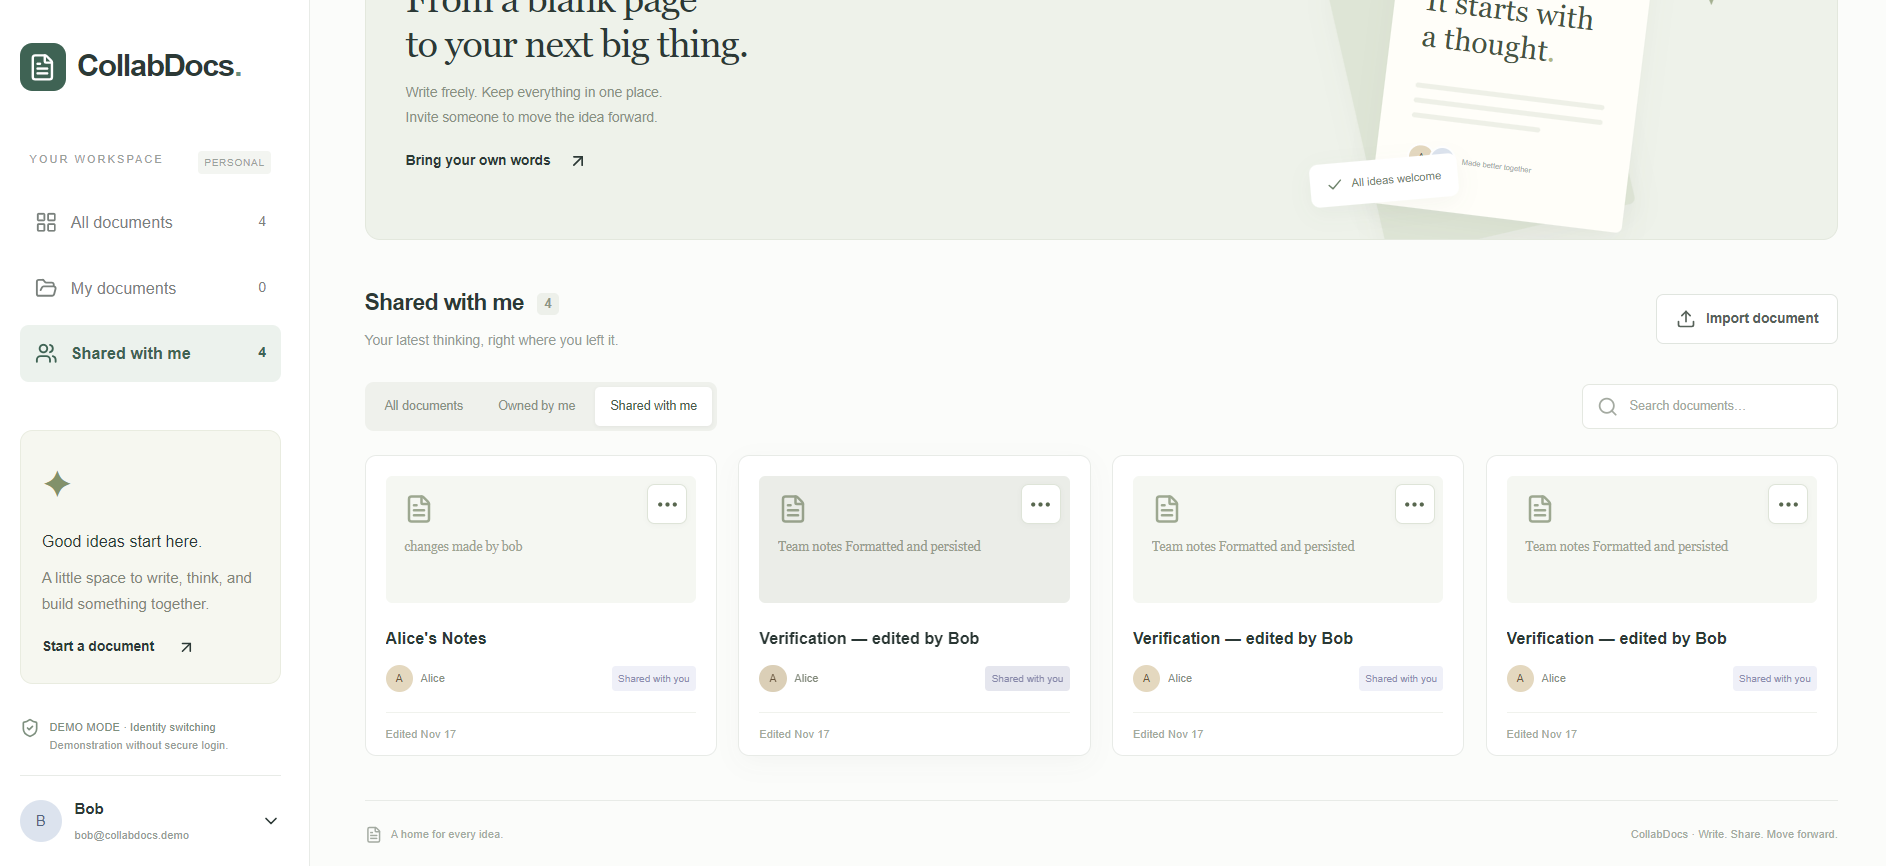 CollabDocs.
YOUR WORKSPACE PERSONAL
All documents 4
My documents 0
Shared with me 4
Good ideas start here.
A little space to write, think, and
build something together.
Start a document
DEMO MODE · Identity switching
Demonstration without secure login.
B
Bob
bob@collabdocs.demo
From a blank page
to your next big thing.
Write freely. Keep everything in one place.
Invite someone to move the idea forward.
Bring your own words
It starts with
a thought.
Made better together
All ideas welcome
Shared with me 4
Your latest thinking, right where you left it.
Import document
All documents Owned by me Shared with me
Search documents...
changes made by bob
Alice's Notes
A Alice Shared with you
Edited Nov 17
Team notes Formatted and persisted
Verification — edited by Bob
A Alice Shared with you
Edited Nov 17
Team notes Formatted and persisted
Verification — edited by Bob
A Alice Shared with you
Edited Nov 17
Team notes Formatted and persisted
Verification — edited by Bob
A Alice Shared with you
Edited Nov 17
A home for every idea.
CollabDocs · Write. Share. Move forward.